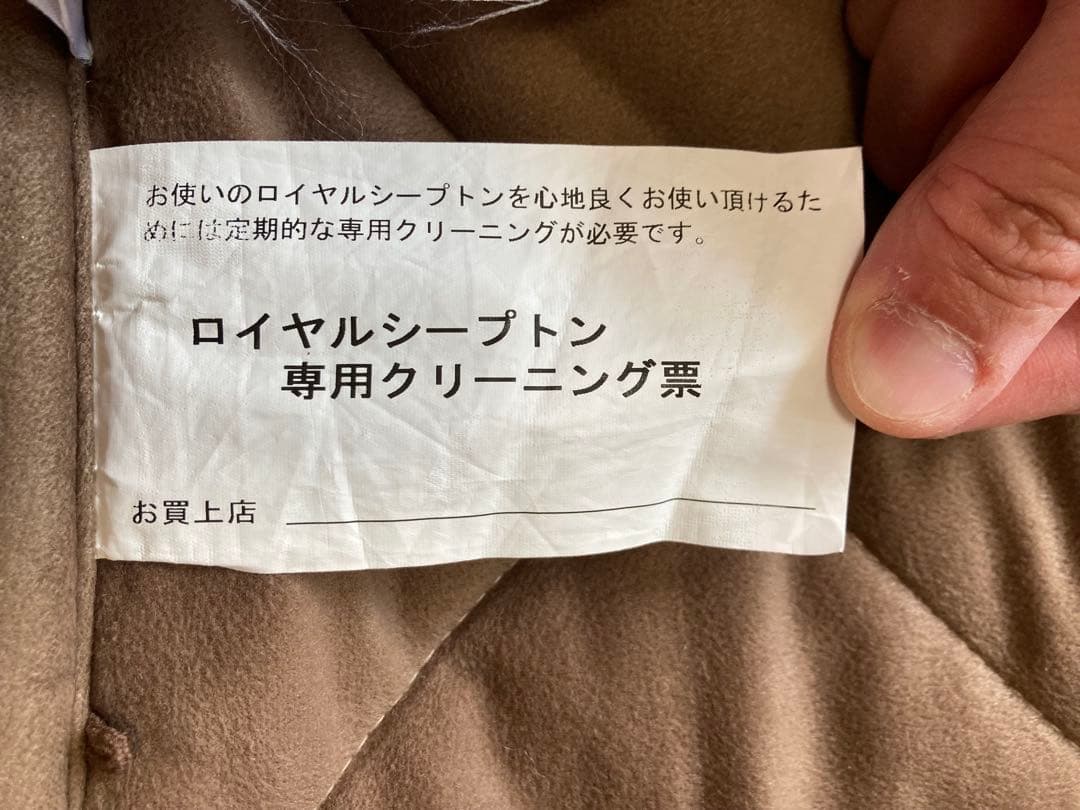 お使いのロイヤルシープトンを心地良くお使い頂けるた
めには定期的な専用クリーニングが必要です。
ロイヤルシープトン
専用クリーニング票
お買上店